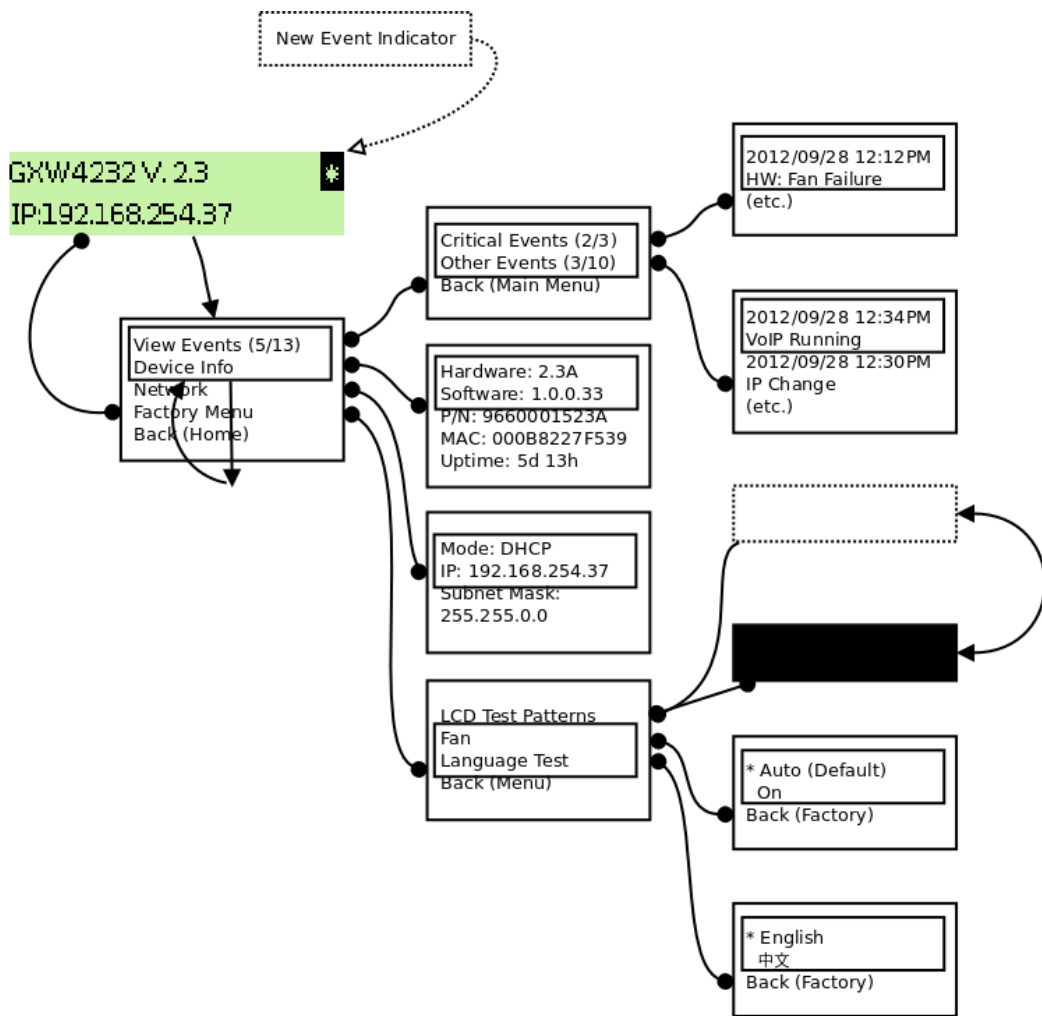 New Event Indicator
GXW4232 V. 2.3 *
IP:192.168.254.37
View Events (5/13)
Device Info
Network
Factory Menu
Back (Home)
Critical Events (2/3)
Other Events (3/10)
Back (Main Menu)
Hardware: 2.3A
Software: 1.0.0.33
P/N: 9660001523A
MAC: 000B8227F539
Uptime: 5d 13h
Mode: DHCP
IP: 192.168.254.37
Subnet Mask:
255.255.0.0
LCD Test Patterns
Fan
Language Test
Back (Menu)
2012/09/28 12:12PM
HW: Fan Failure
(etc.)
2012/09/28 12:34PM
VoIP Running
2012/09/28 12:30PM
IP Change
(etc.)
* Auto (Default)
On
Back (Factory)
* English
中文
Back (Factory)